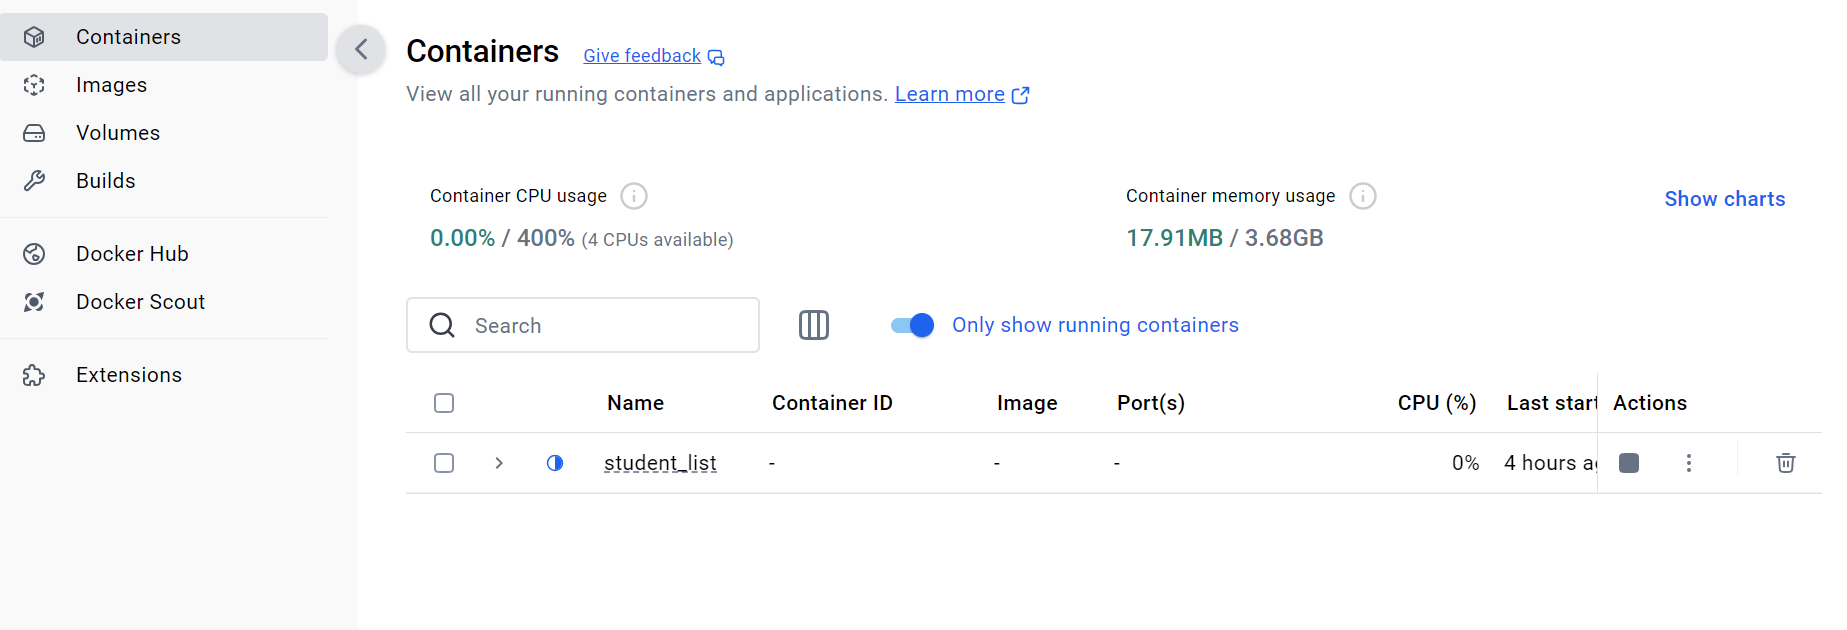 Containers
Images
Volumes
Builds
Docker Hub
Docker Scout
Extensions
Containers Give feedback
View all your running containers and applications. Learn more
Container CPU usage
0.00% / 400% (4 CPUs available)
Container memory usage
17.91MB / 3.68GB
Show charts
Search
Only show running containers
Name Container ID Image Port(s) CPU (%) Last start Actions
student_list - - - 0% 4 hours a